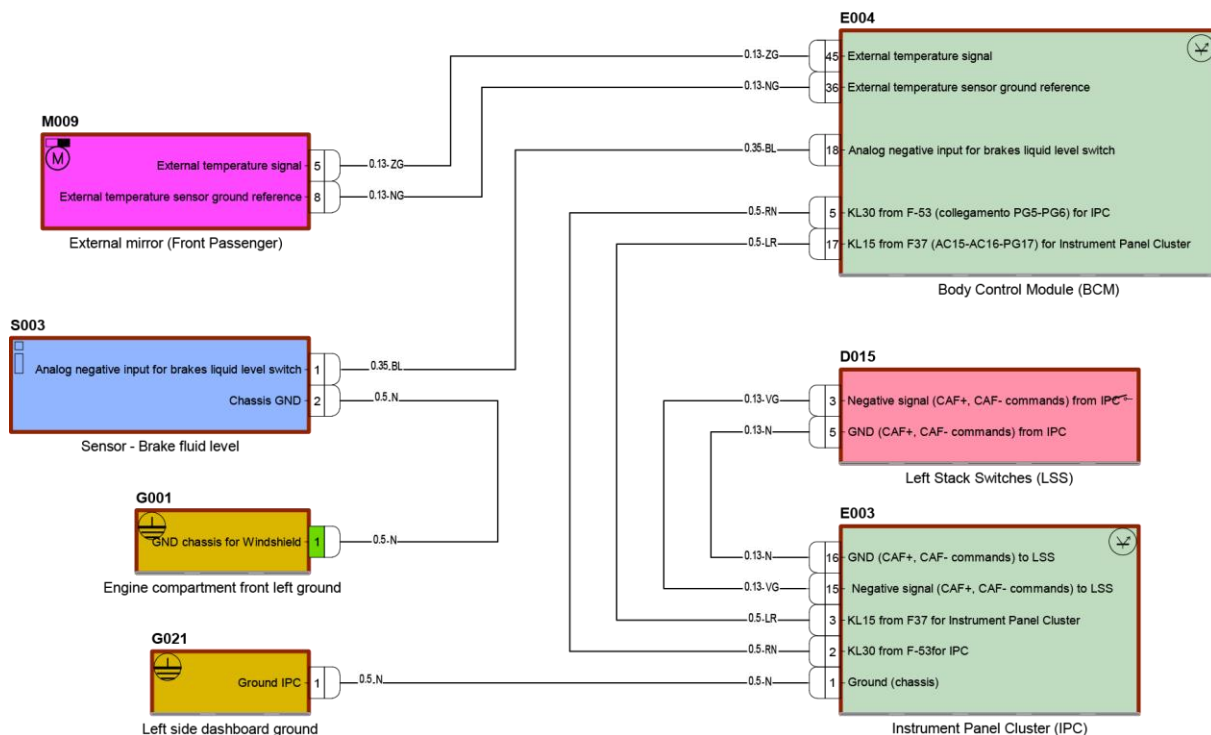 E004
0.13-ZG 45 External temperature signal
0.13-NG 36 External temperature sensor ground reference
0.35-BL 18 Analog negative input for brakes liquid level switch
0.5-RN 5 KL30 from F-53 (collegamento PG5-PG6) for IPC
0.5-LR 17 KL15 from F37 (AC15-AC16-PG17) for Instrument Panel Cluster
Body Control Module (BCM)
M009
M
External temperature signal 5 0.13-ZG
External temperature sensor ground reference 8 0.13-NG
External mirror (Front Passenger)
S003
Analog negative input for brakes liquid level switch 1 0.35-BL
Chassis GND 2 0.5-N
Sensor - Brake fluid level
D015
0.13-VG 3 Negative signal (CAF+, CAF- commands) from IPC
0.13-N 5 GND (CAF+, CAF- commands) from IPC
Left Stack Switches (LSS)
G001
GND chassis for Windshield 1 0.5-N
Engine compartment front left ground
E003
0.13-N 16 GND (CAF+, CAF- commands) to LSS
0.13-VG 15 Negative signal (CAF+, CAF- commands) to LSS
0.5-LR 3 KL15 from F37 for Instrument Panel Cluster
0.5-RN 2 KL30 from F-53for IPC
0.5-N 1 Ground (chassis)
Instrument Panel Cluster (IPC)
G021
Ground IPC 1 0.5-N
Left side dashboard ground